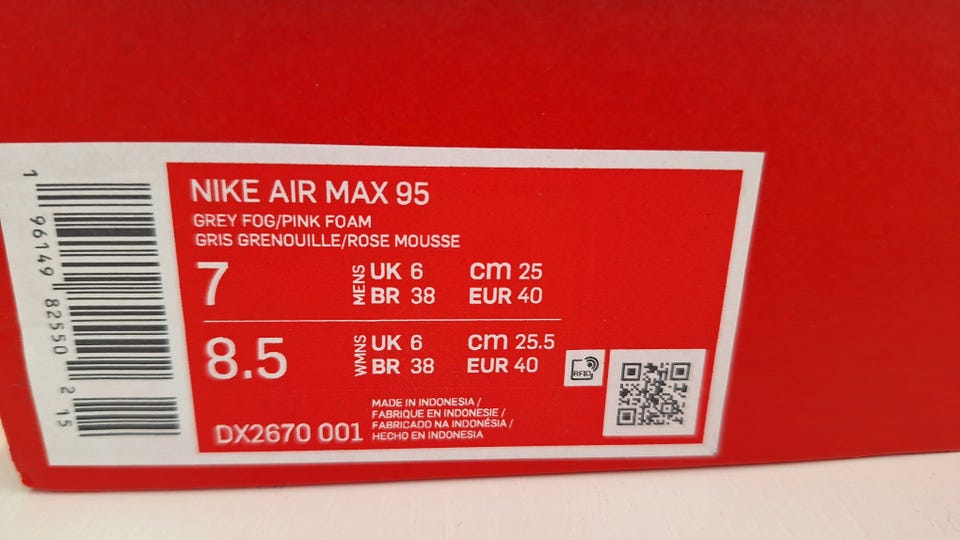 NIKE AIR MAX 95
GREY FOG/PINK FOAM
GRIS GRENOUILLE/ROSE MOUSSE
7 MENS UK 6 cm 25
BR 38 EUR 40
8.5 WMNS UK 6 cm 25.5
BR 38 EUR 40
RFID
DX2670 001
MADE IN INDONESIA /
FABRIQUE EN INDONESIE /
FABRICADO NA INDONÉSIA /
HECHO EN INDONESIA
1 96149 82550 2 15